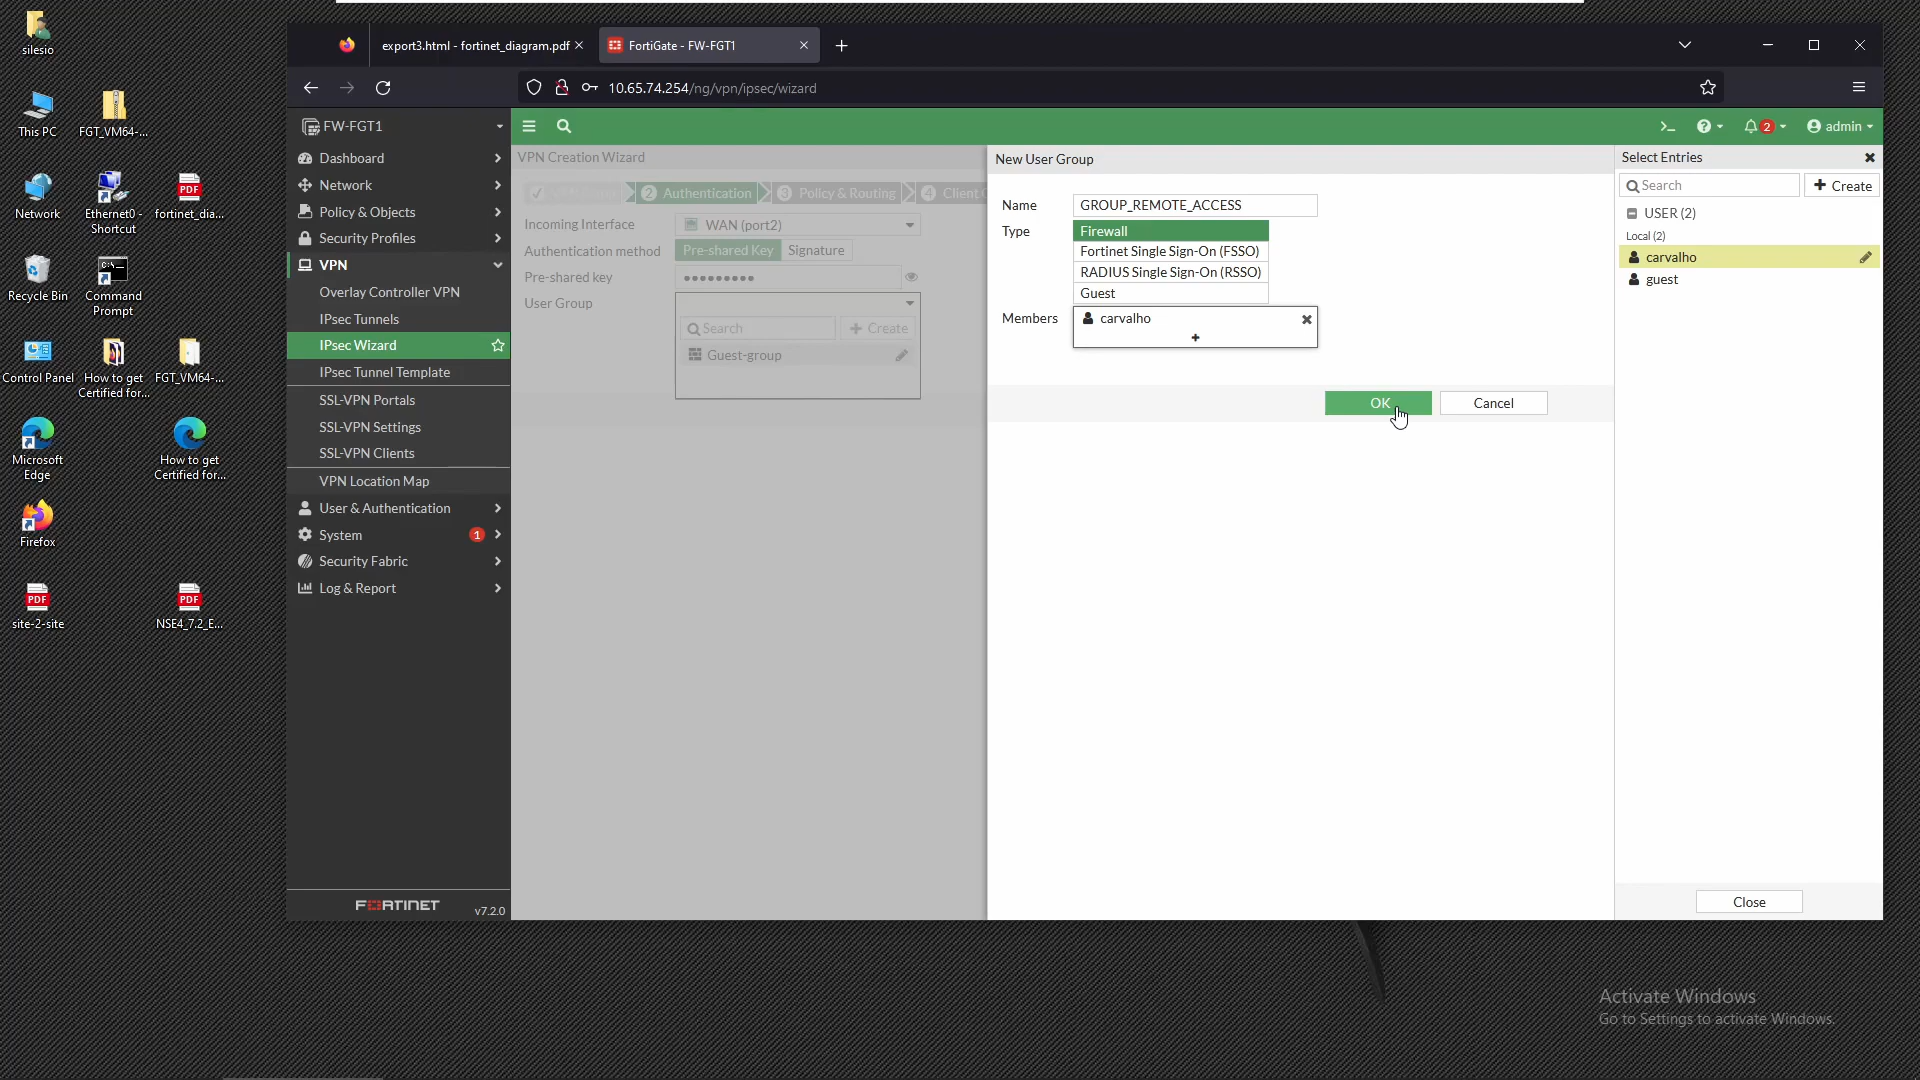 silesio
This PC
FGT_VM64-...
Network
Ethernet0 -
Shortcut
fortinet_dia...
Recycle Bin
Command
Prompt
Control Panel
How to get
Certified for...
FGT_VM64-...
Microsoft
Edge
How to get
Certified for...
Firefox
site-2-site
NSE4_7.2_E...
export3.html - fortinet_diagram.pdf
FortiGate - FW-FGT1
10.65.74.254/ng/vpn/ipsec/wizard
FW-FGT1
Dashboard
Network
Policy & Objects
Security Profiles
VPN
Overlay Controller VPN
IPsec Tunnels
IPsec Wizard
IPsec Tunnel Template
SSL-VPN Portals
SSL-VPN Settings
SSL-VPN Clients
VPN Location Map
User & Authentication
System 1
Security Fabric
Log & Report
FORTINET
v7.2.0
2
admin
VPN Creation Wizard
2 Authentication
3 Policy & Routing
4 Client
Incoming Interface
WAN (port2)
Authentication method
Pre-shared Key
Signature
Pre-shared key
User Group
Search
Create
Guest-group
New User Group
Name
GROUP_REMOTE_ACCESS
Type
Firewall
Fortinet Single Sign-On (FSSO)
RADIUS Single Sign-On (RSSO)
Guest
Members
carvalho
OK
Cancel
Select Entries
Search
Create
USER (2)
Local (2)
carvalho
guest
Close
Activate Windows
Go to Settings to activate Windows.